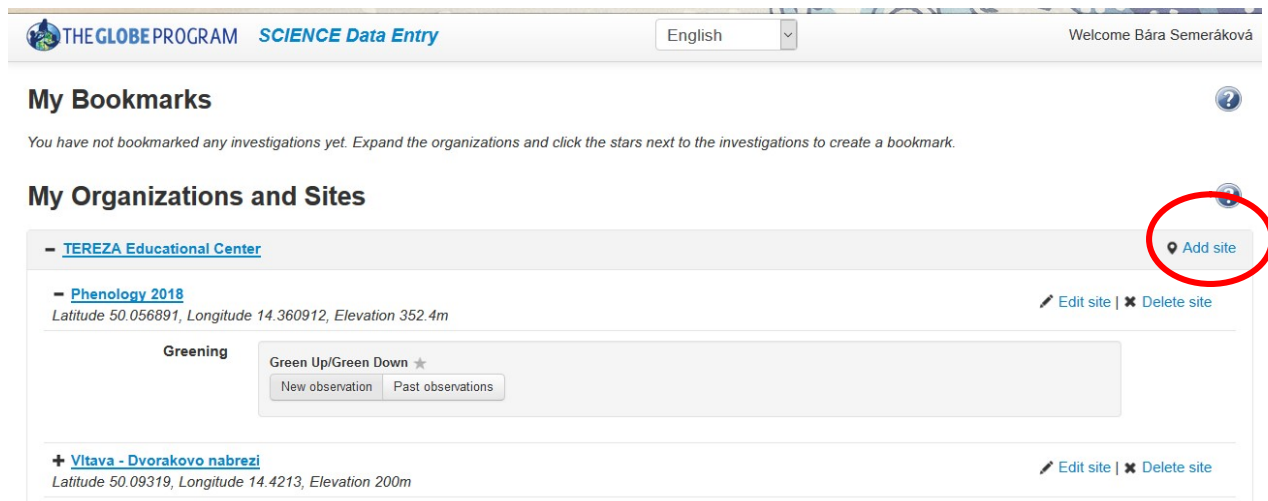 THE GLOBE PROGRAM SCIENCE Data Entry English Welcome Bára Semeráková
My Bookmarks
You have not bookmarked any investigations yet. Expand the organizations and click the stars next to the investigations to create a bookmark.
My Organizations and Sites
TEREZA Educational Center Add site
Phenology 2018 Edit site | Delete site
Latitude 50.056891, Longitude 14.360912, Elevation 352.4m
Greening
Green Up/Green Down
New observation Past observations
Vltava - Dvorakovo nabrezi Edit site | Delete site
Latitude 50.09319, Longitude 14.4213, Elevation 200m